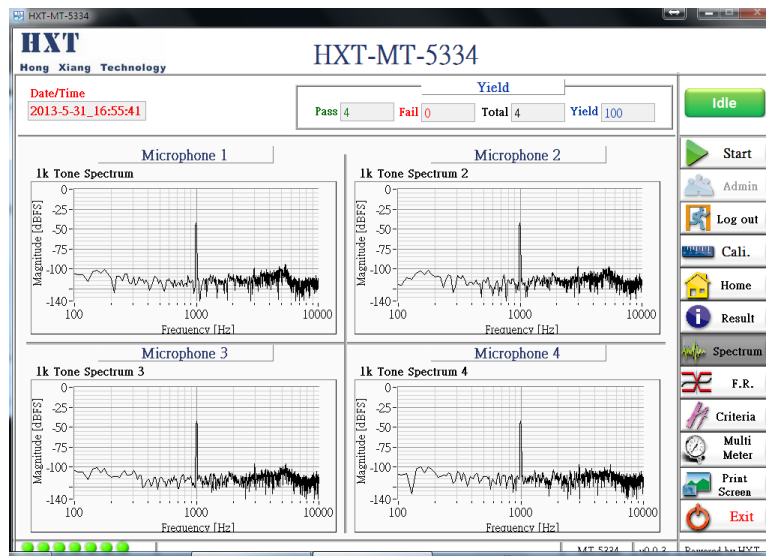 HXT-MT-5334
HXT
Hong Xiang Technology
HXT-MT-5334
Date/Time
2013-5-31_16:55:41
Yield
Pass 4 Fail 0 Total 4 Yield 100
Idle
Start
Admin
Log out
Cali.
Home
Result
Spectrum
F.R.
Criteria
Multi
Meter
Print
Screen
Exit
Microphone 1
1k Tone Spectrum
Magnitude [dBFS]
0
-25
-50
-75
-100
-140
100 1000 10000
Frequency [Hz]
Microphone 2
1k Tone Spectrum 2
Magnitude [dBFS]
0
-25
-50
-75
-100
-140
100 1000 10000
Frequency [Hz]
Microphone 3
1k Tone Spectrum 3
Magnitude [dBFS]
0
-25
-50
-75
-100
-140
100 1000 10000
Frequency [Hz]
Microphone 4
1k Tone Spectrum 4
Magnitude [dBFS]
0
-25
-50
-75
-100
-140
100 1000 10000
Frequency [Hz]
MT-5334 v0.0.3 Powered by HXT